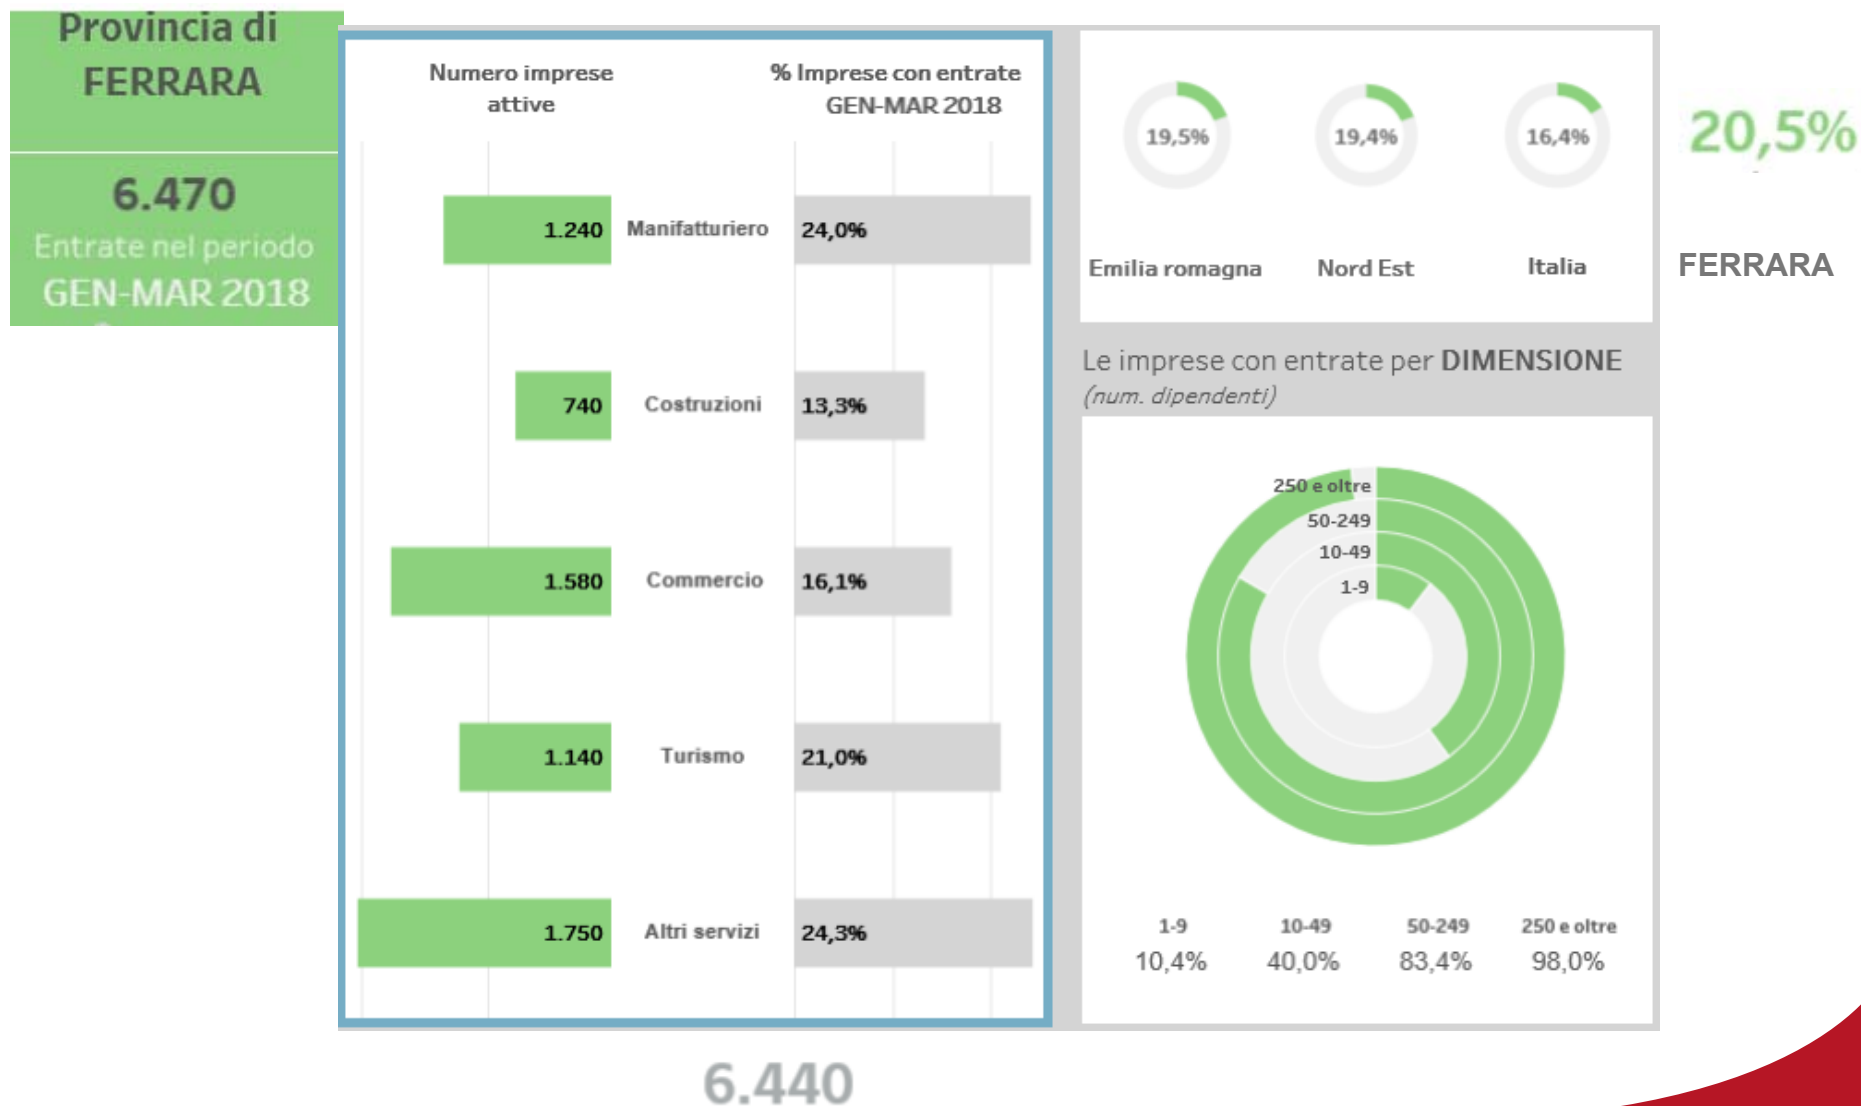 Provincia di
FERRARA
6.470
Entrate nel periodo
GEN-MAR 2018
Numero imprese
attive
% Imprese con entrate
GEN-MAR 2018
1.240 Manifatturiero 24,0%
740 Costruzioni 13,3%
1.580 Commercio 16,1%
1.140 Turismo 21,0%
1.750 Altri servizi 24,3%
6.440
19,5% 19,4% 16,4% 20,5%
Emilia romagna Nord Est Italia FERRARA
Le imprese con entrate per DIMENSIONE
(num. dipendenti)
250 e oltre
50-249
10-49
1-9
1-9 10-49 50-249 250 e oltre
10,4% 40,0% 83,4% 98,0%